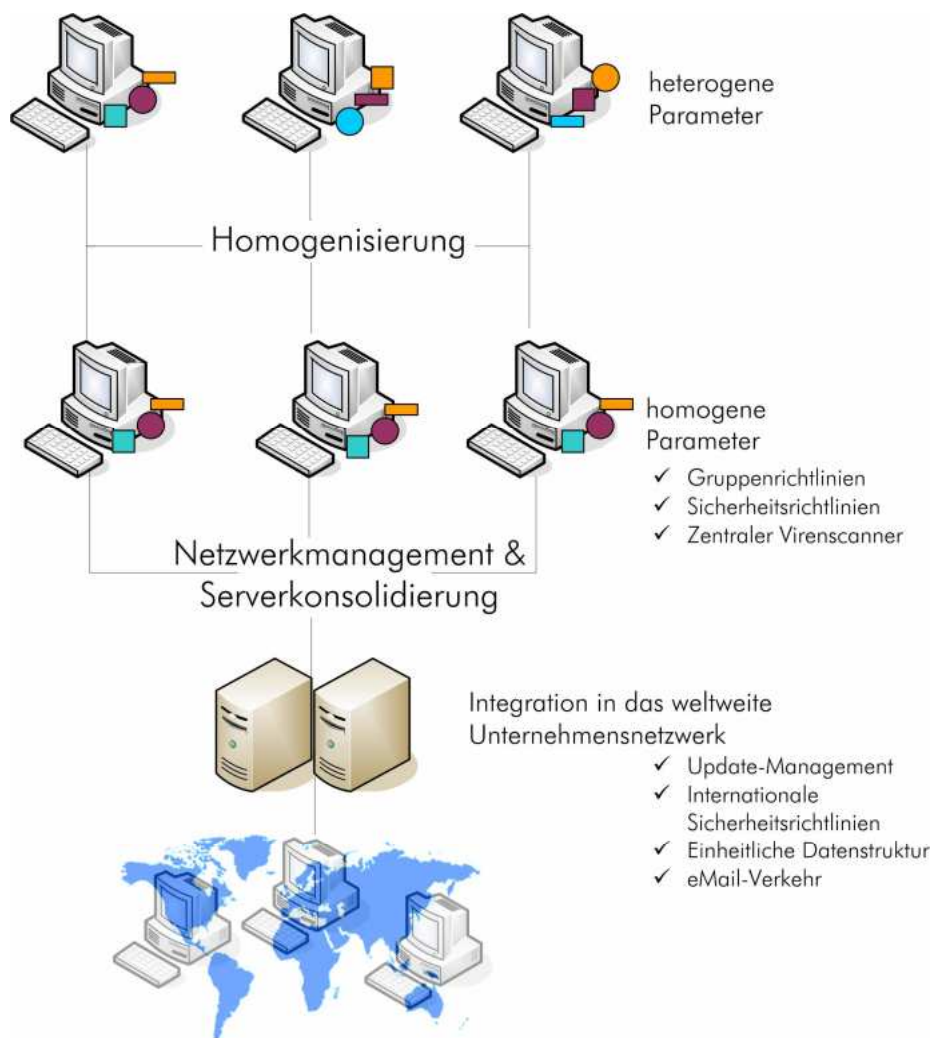 heterogene
Parameter
Homogenisierung
homogene
Parameter
✓ Gruppenrichtlinien
✓ Sicherheitsrichtlinien
✓ Zentraler Virenscanner
Netzwerkmanagement &
Serverkonsolidierung
Integration in das weltweite
Unternehmensnetzwerk
✓ Update-Management
✓ Internationale
Sicherheitsrichtlinien
✓ Einheitliche Datenstruktur
✓ eMail-Verkehr